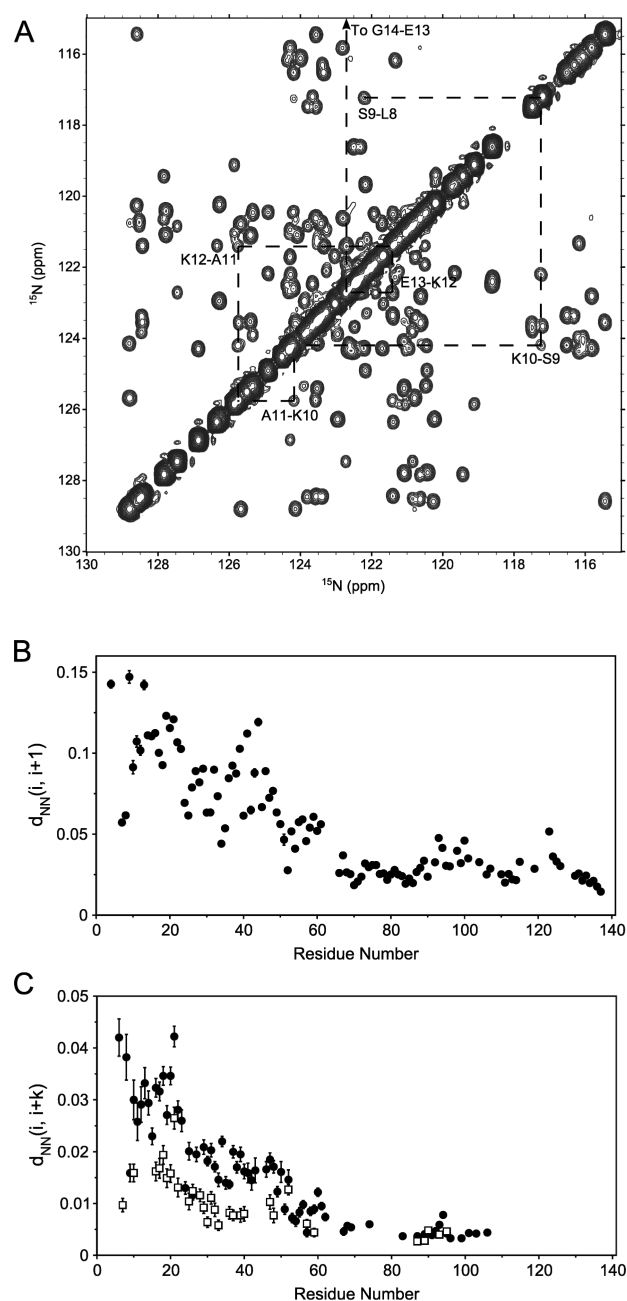 A
To G14-E13
S9-L8
K12-A11
E13-K12
K10-S9
A11-K10
115
118
120
122
124
126
128
130
¹⁵N (ppm)
130 128 126 124 122 120 118 116
¹⁵N (ppm)
B
0.15
0.1
0.05
0
d_NN(i, i+1)
0 20 40 60 80 100 120 140
Residue Number
C
0.05
0.04
0.03
0.02
0.01
0
d_NN(i, i+k)
0 20 40 60 80 100 120 140
Residue Number